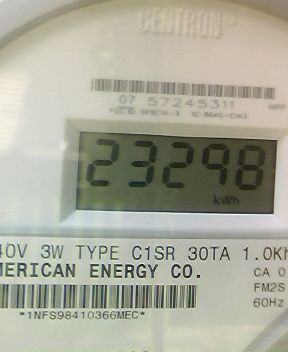 CENTRON
07 57245311
23298
kWh
40V 3W TYPE C1SR 30TA 1.0Kh
MERICAN ENERGY CO.
CA 0
FM2S
60Hz
*1NFS98410366MEC*